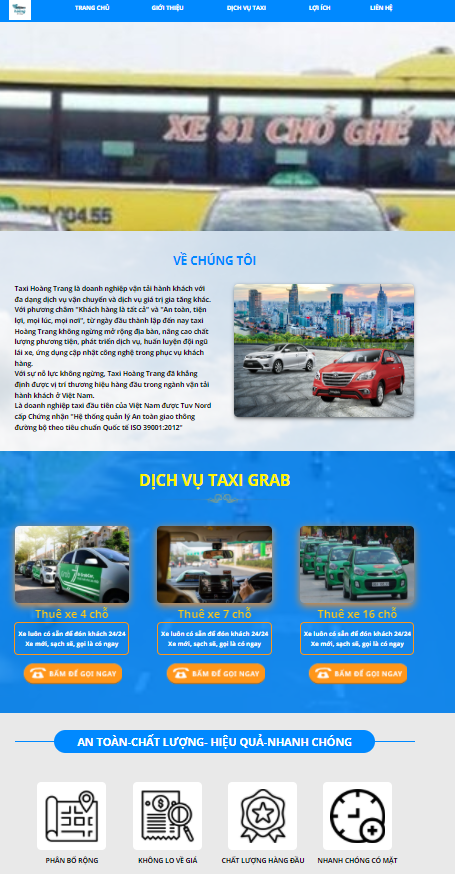 TRANG CHỦ GIỚI THIỆU DỊCH VỤ TAXI LỢI ÍCH LIÊN HỆ
XE 31 CHỖ GHẾ
004.55
VỀ CHÚNG TÔI
Taxi Hoàng Trang là doanh nghiệp vận tải hành khách với
đa dạng dịch vụ vận chuyển và dịch vụ giá trị gia tăng khác.
Với phương châm "Khách hàng là tất cả" và "An toàn, tiện
lợi, mọi lúc, mọi nơi", từ ngày đầu thành lập đến nay taxi
Hoàng Trang không ngừng mở rộng địa bàn, nâng cao chất
lượng phương tiện, phát triển dịch vụ, huấn luyện đội ngũ
lái xe, ứng dụng cập nhật công nghệ trong phục vụ khách
hàng.
Với sự nỗ lực không ngừng, Taxi Hoàng Trang đã khẳng
định được vị trí thương hiệu hàng đầu trong ngành vận tải
hành khách ở Việt Nam.
Là doanh nghiệp taxi đầu tiên của Việt Nam được Tuv Nord
cấp Chứng nhận "Hệ thống quản lý An toàn giao thông
đường bộ theo tiêu chuẩn Quốc tế ISO 39001:2012"
DỊCH VỤ TAXI GRAB
Thuê xe 4 chỗ
Xe luôn có sẵn để đón khách 24/24
Xe mới, sạch sẽ, gọi là có ngay
BẤM ĐỂ GỌI NGAY
Thuê xe 7 chỗ
Xe luôn có sẵn để đón khách 24/24
Xe mới, sạch sẽ, gọi là có ngay
BẤM ĐỂ GỌI NGAY
Thuê xe 16 chỗ
Xe luôn có sẵn để đón khách 24/24
Xe mới, sạch sẽ, gọi là có ngay
BẤM ĐỂ GỌI NGAY
AN TOÀN-CHẤT LƯỢNG- HIỆU QUẢ-NHANH CHÓNG
PHÂN BỐ RỘNG
KHÔNG LO VỀ GIÁ
CHẤT LƯỢNG HÀNG ĐẦU
NHANH CHÓNG CÓ MẶT